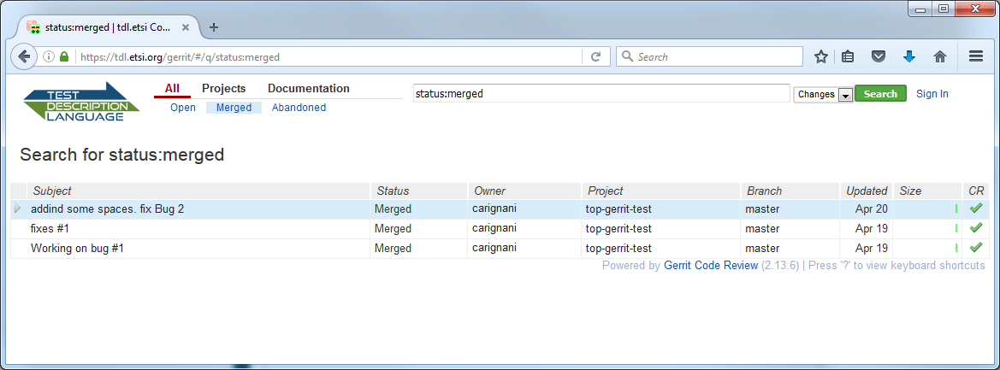 status:merged | tdl.etsi Co...
https://tdl.etsi.org/gerrit/#/q/status:merged
Search
TEST
DESCRIPTION
LANGUAGE
All Projects Documentation
Open Merged Abandoned
status:merged Changes Search Sign In
Search for status:merged
Subject Status Owner Project Branch Updated Size CR
addind some spaces. fix Bug 2 Merged carignani top-gerrit-test master Apr 20
fixes #1 Merged carignani top-gerrit-test master Apr 19
Working on bug #1 Merged carignani top-gerrit-test master Apr 19
Powered by Gerrit Code Review (2.13.6) | Press '?' to view keyboard shortcuts